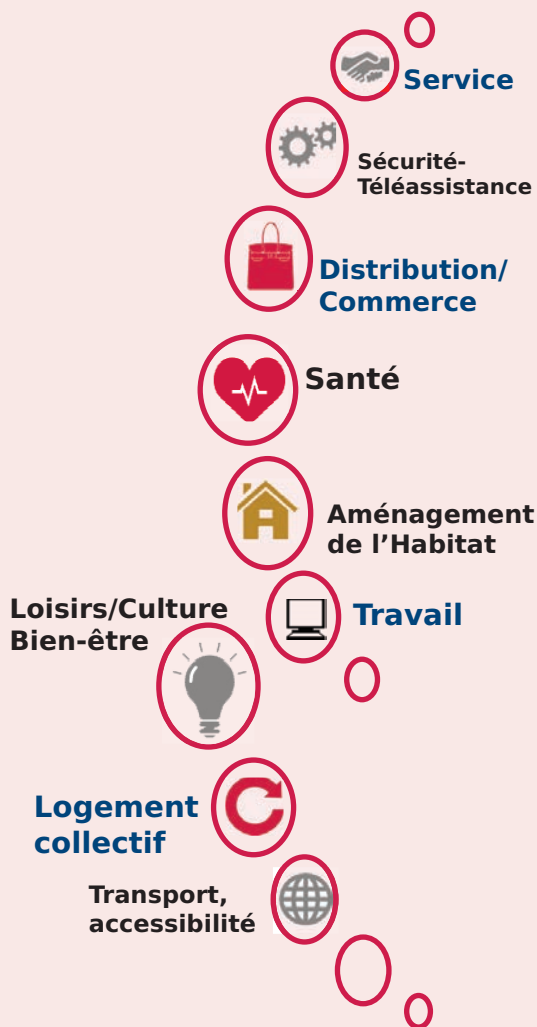 Service
Sécurité-
Téléassistance
Distribution/
Commerce
Santé
Aménagement
de l’Habitat
Loisirs/Culture
Bien-être
Travail
Logement
collectif
Transport,
accessibilité